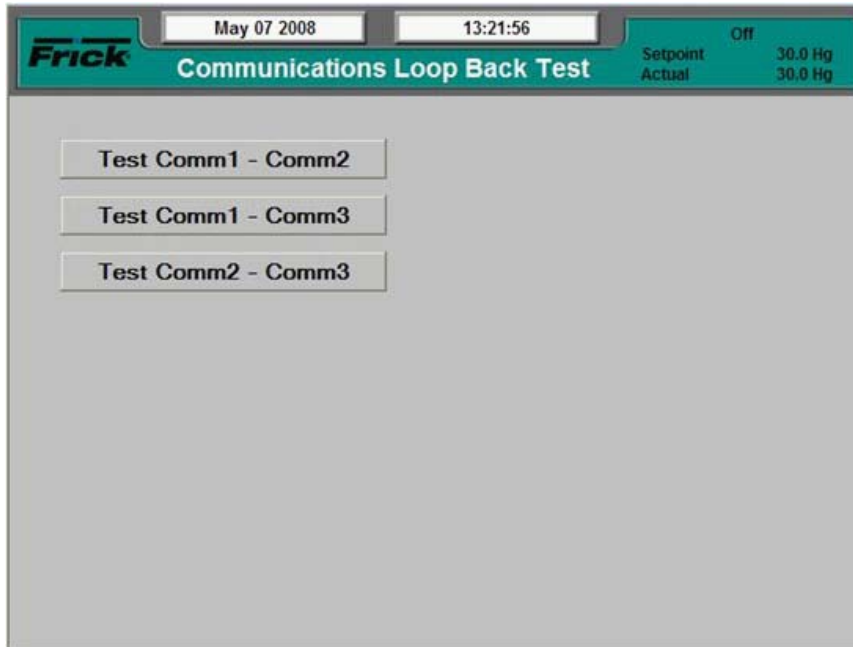 May 07 2008
13:21:56
Off
Frick
Communications Loop Back Test
Setpoint 30.0 Hg
Actual 30.0 Hg
Test Comm1 - Comm2
Test Comm1 - Comm3
Test Comm2 - Comm3